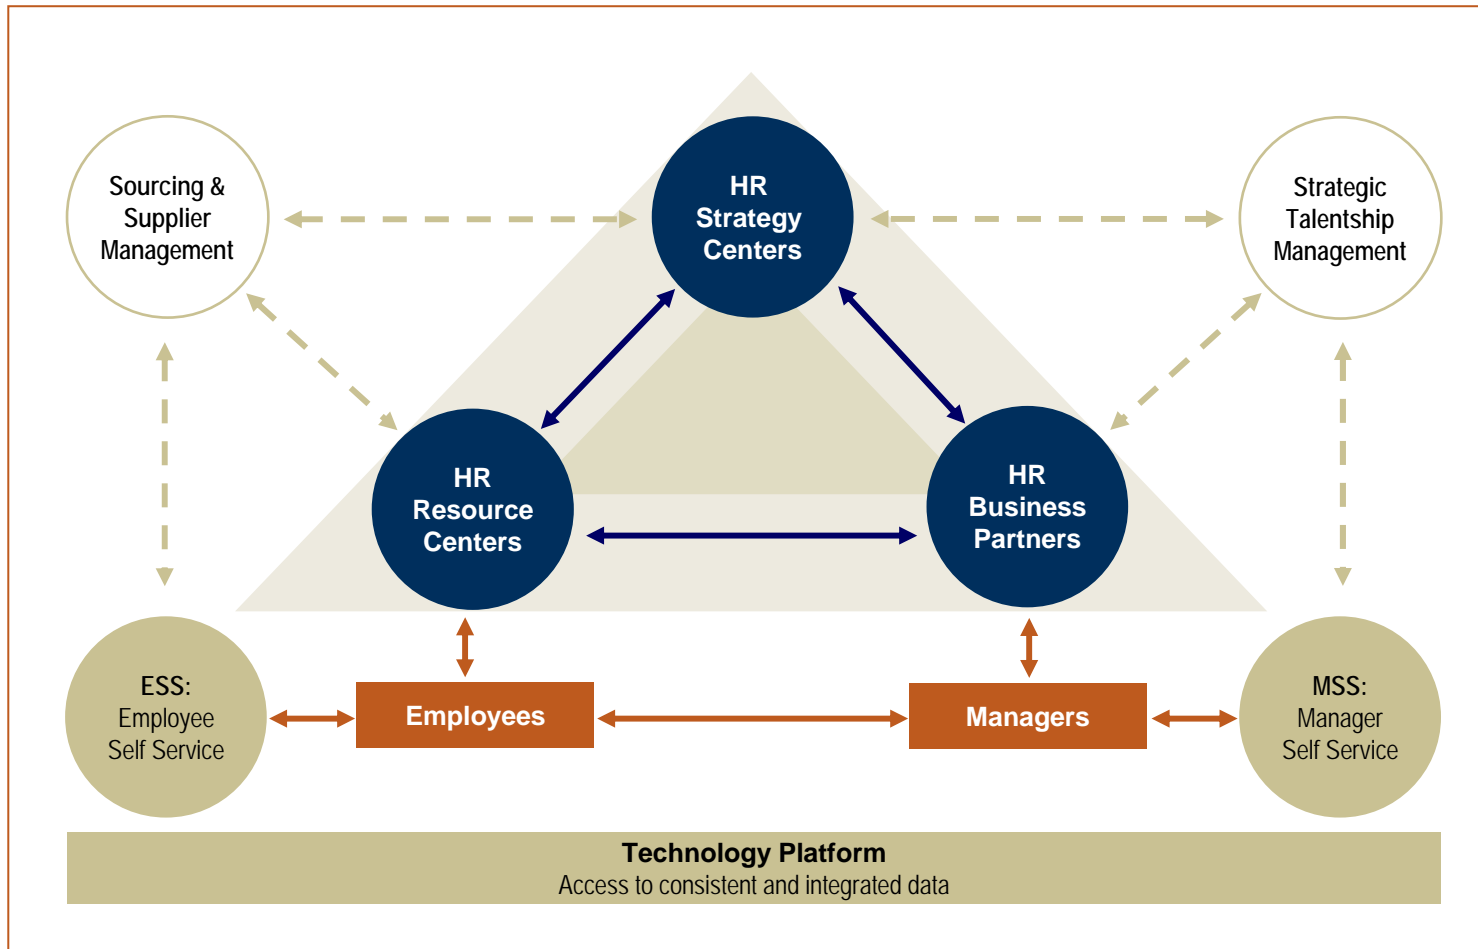 Sourcing &
Supplier
Management
HR
Strategy
Centers
Strategic
Talentship
Management
HR
Resource
Centers
HR
Business
Partners
ESS:
Employee
Self Service
Employees
Managers
MSS:
Manager
Self Service
Technology Platform
Access to consistent and integrated data